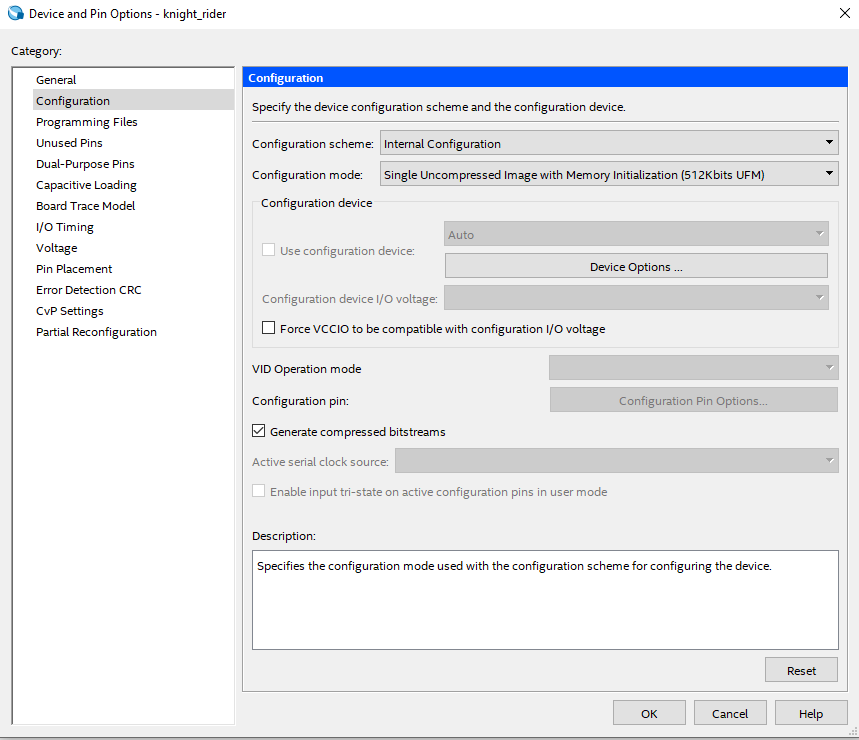 Device and Pin Options - knight_rider
Category:
General
Configuration
Programming Files
Unused Pins
Dual-Purpose Pins
Capacitive Loading
Board Trace Model
I/O Timing
Voltage
Pin Placement
Error Detection CRC
CvP Settings
Partial Reconfiguration
Configuration
Specify the device configuration scheme and the configuration device.
Configuration scheme: Internal Configuration
Configuration mode: Single Uncompressed Image with Memory Initialization (512Kbits UFM)
Configuration device
Auto
Use configuration device:
Device Options ...
Configuration device I/O voltage:
Force VCCIO to be compatible with configuration I/O voltage
VID Operation mode
Configuration pin: Configuration Pin Options...
Generate compressed bitstreams
Active serial clock source:
Enable input tri-state on active configuration pins in user mode
Description:
Specifies the configuration mode used with the configuration scheme for configuring the device.
Reset
OK Cancel Help